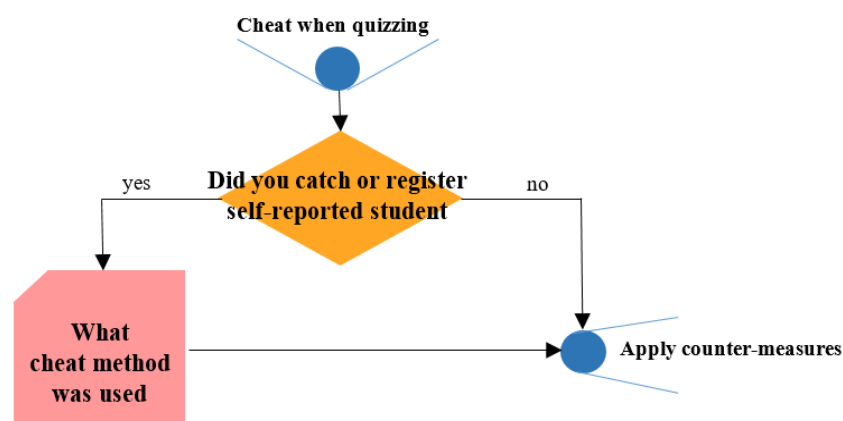 Cheat when quizzing
Did you catch or register
self-reported student
yes
no
What
cheat method
was used
Apply counter-measures